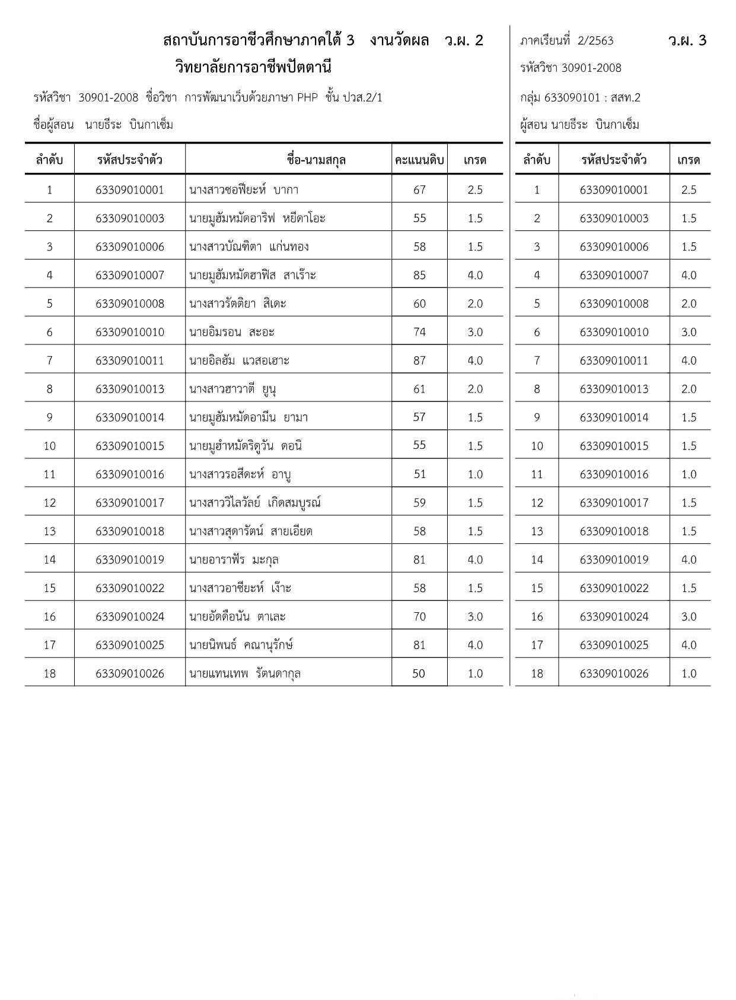 สถาบันการอาชีวศึกษาภาคใต้ 3 งานวัดผล ว.ผ. 2
วิทยาลัยการอาชีพปัตตานี
รหัสวิชา 30901-2008 ชื่อวิชา การพัฒนาเว็บด้วยภาษา PHP ชั้น ปวส.2/1
ชื่อผู้สอน นายธีระ บินกาเซ็ม
ลำดับ รหัสประจำตัว ชื่อ-นามสกุล คะแนนดิบ เกรด
1 63309010001 นางสาวซอฟียะห์ บากา 67 2.5
2 63309010003 นายมูฮัมหมัดอาริฟ หยีดาโอะ 55 1.5
3 63309010006 นางสาวบัณฑิตา แก่นทอง 58 1.5
4 63309010007 นายมูฮัมหมัดฮาฟิส สาเร๊าะ 85 4.0
5 63309010008 นางสาวรัตติยา สิเดะ 60 2.0
6 63309010010 นายอิมรอน สะอะ 74 3.0
7 63309010011 นายอิลฮัม แวสอเฮาะ 87 4.0
8 63309010013 นางสาวฮาวาตี ยูนุ 61 2.0
9 63309010014 นายมูฮัมหมัดอามีน ยามา 57 1.5
10 63309010015 นายมูฮำหมัดริดูวัน ดอนิ 55 1.5
11 63309010016 นางสาวรอสีดะห์ อาบู 51 1.0
12 63309010017 นางสาววิไลวัลย์ เกิดสมบูรณ์ 59 1.5
13 63309010018 นางสาวสุดารัตน์ สายเอียด 58 1.5
14 63309010019 นายอาราฟัร มะกุล 81 4.0
15 63309010022 นางสาวอาซียะห์ เง๊าะ 58 1.5
16 63309010024 นายอัดดือนัน ตาเละ 70 3.0
17 63309010025 นายนิพนธ์ คณานุรักษ์ 81 4.0
18 63309010026 นายแทนเทพ รัตนดากุล 50 1.0
ภาคเรียนที่ 2/2563 ว.ผ. 3
รหัสวิชา 30901-2008
กลุ่ม 633090101 : สสท.2
ผู้สอน นายธีระ บินกาเซ็ม
ลำดับ รหัสประจำตัว เกรด
1 63309010001 2.5
2 63309010003 1.5
3 63309010006 1.5
4 63309010007 4.0
5 63309010008 2.0
6 63309010010 3.0
7 63309010011 4.0
8 63309010013 2.0
9 63309010014 1.5
10 63309010015 1.5
11 63309010016 1.0
12 63309010017 1.5
13 63309010018 1.5
14 63309010019 4.0
15 63309010022 1.5
16 63309010024 3.0
17 63309010025 4.0
18 63309010026 1.0